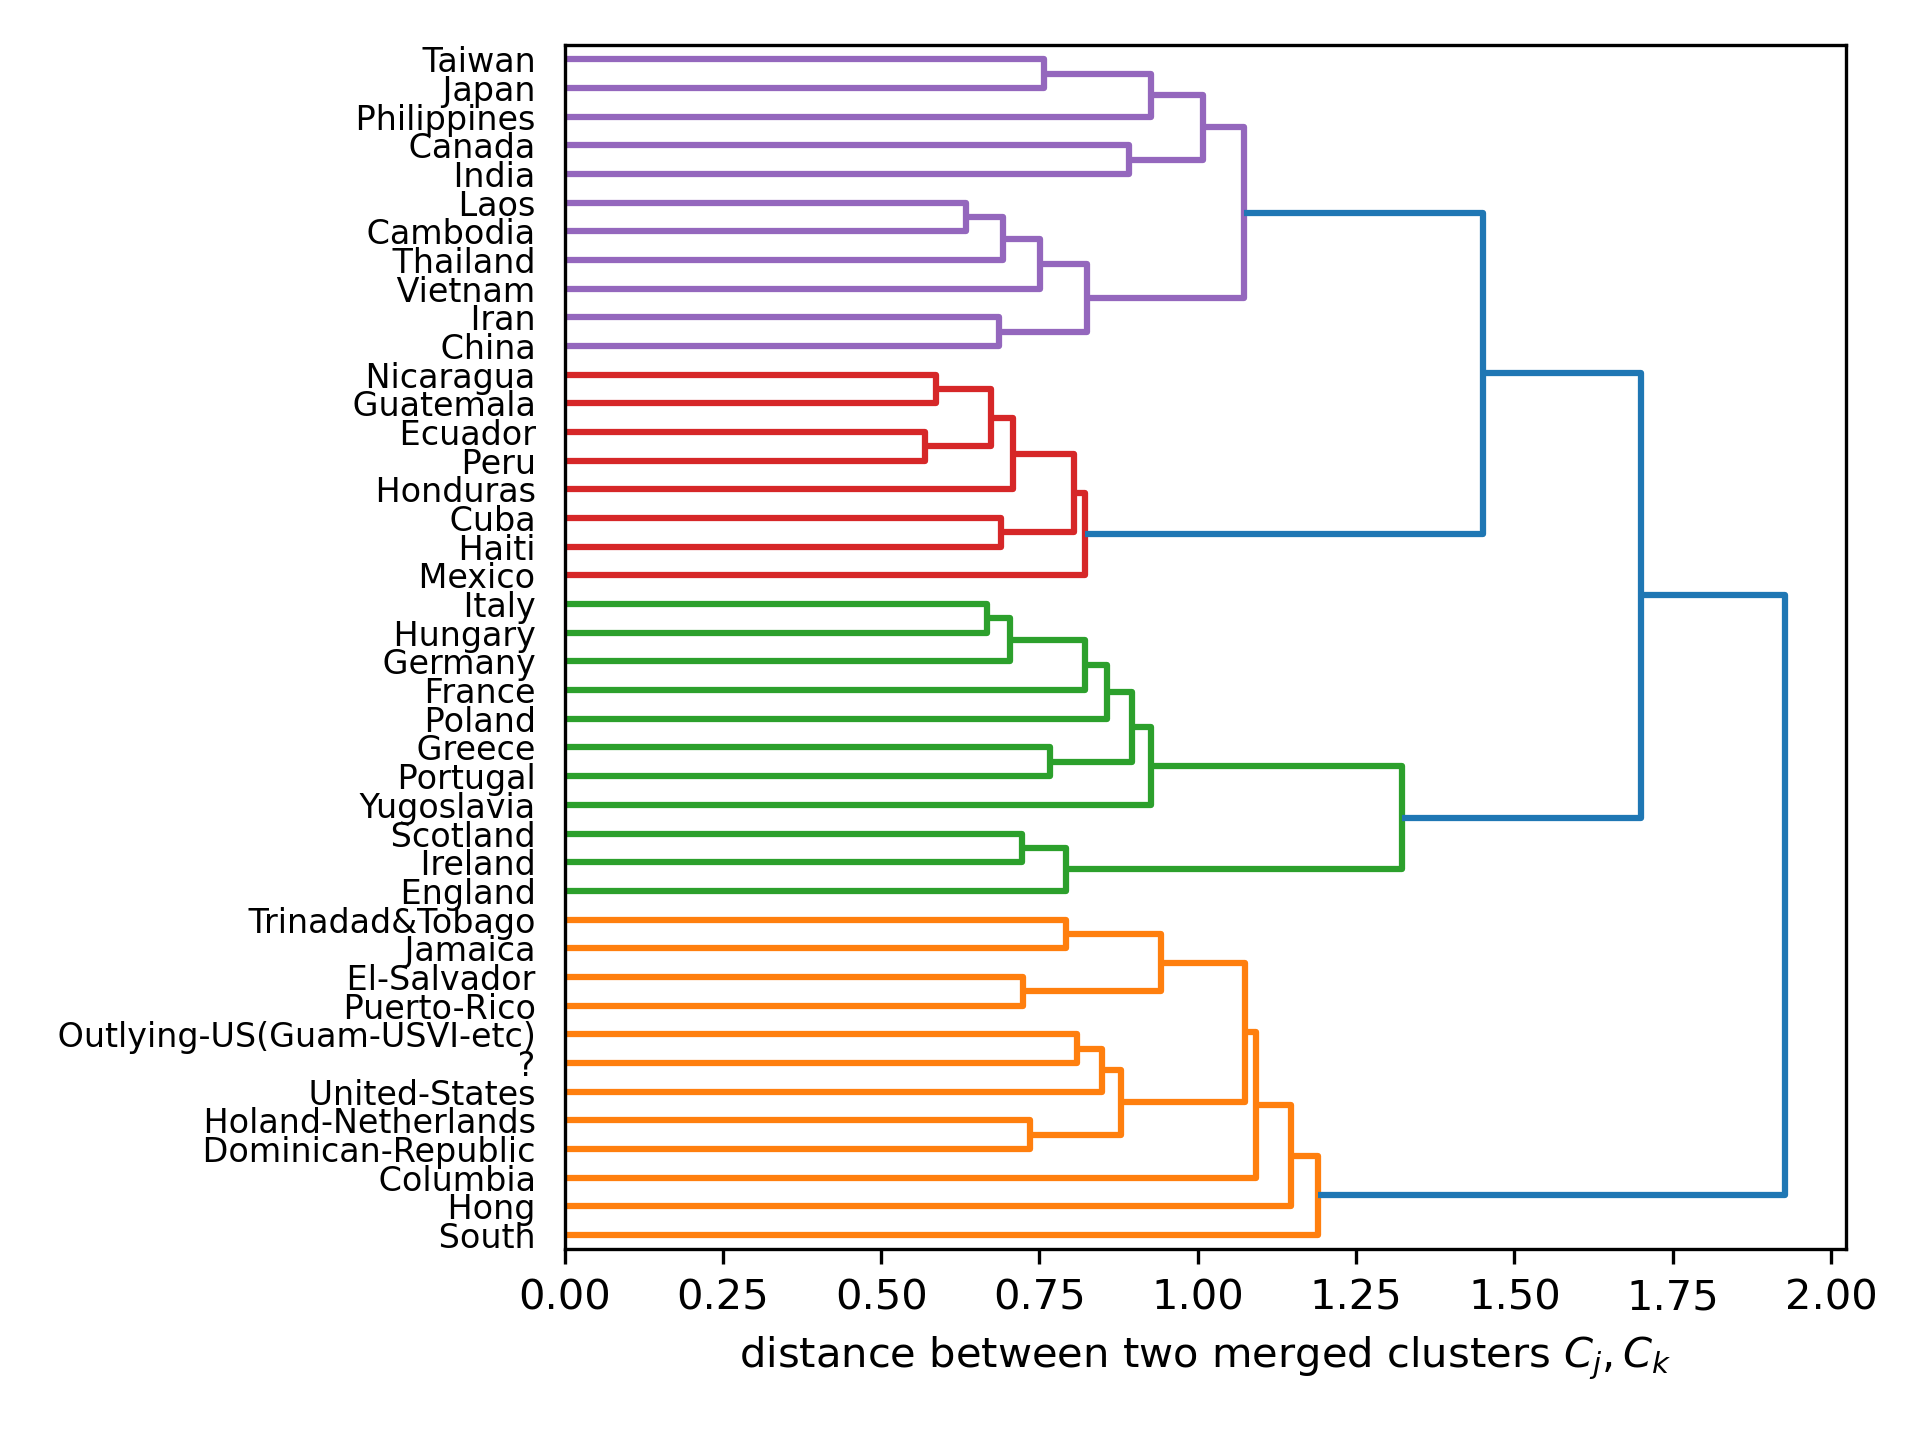 Taiwan
Japan
Philippines
Canada
India
Laos
Cambodia
Thailand
Vietnam
Iran
China
Nicaragua
Guatemala
Ecuador
Peru
Honduras
Cuba
Haiti
Mexico
Italy
Hungary
Germany
France
Poland
Greece
Portugal
Yugoslavia
Scotland
Ireland
England
Trinadad&Tobago
Jamaica
El-Salvador
Puerto-Rico
Outlying-US(Guam-USVI-etc)
?
United-States
Holand-Netherlands
Dominican-Republic
Columbia
Hong
South
0.00 0.25 0.50 0.75 1.00 1.25 1.50 1.75 2.00
distance between two merged clusters C_j, C_k